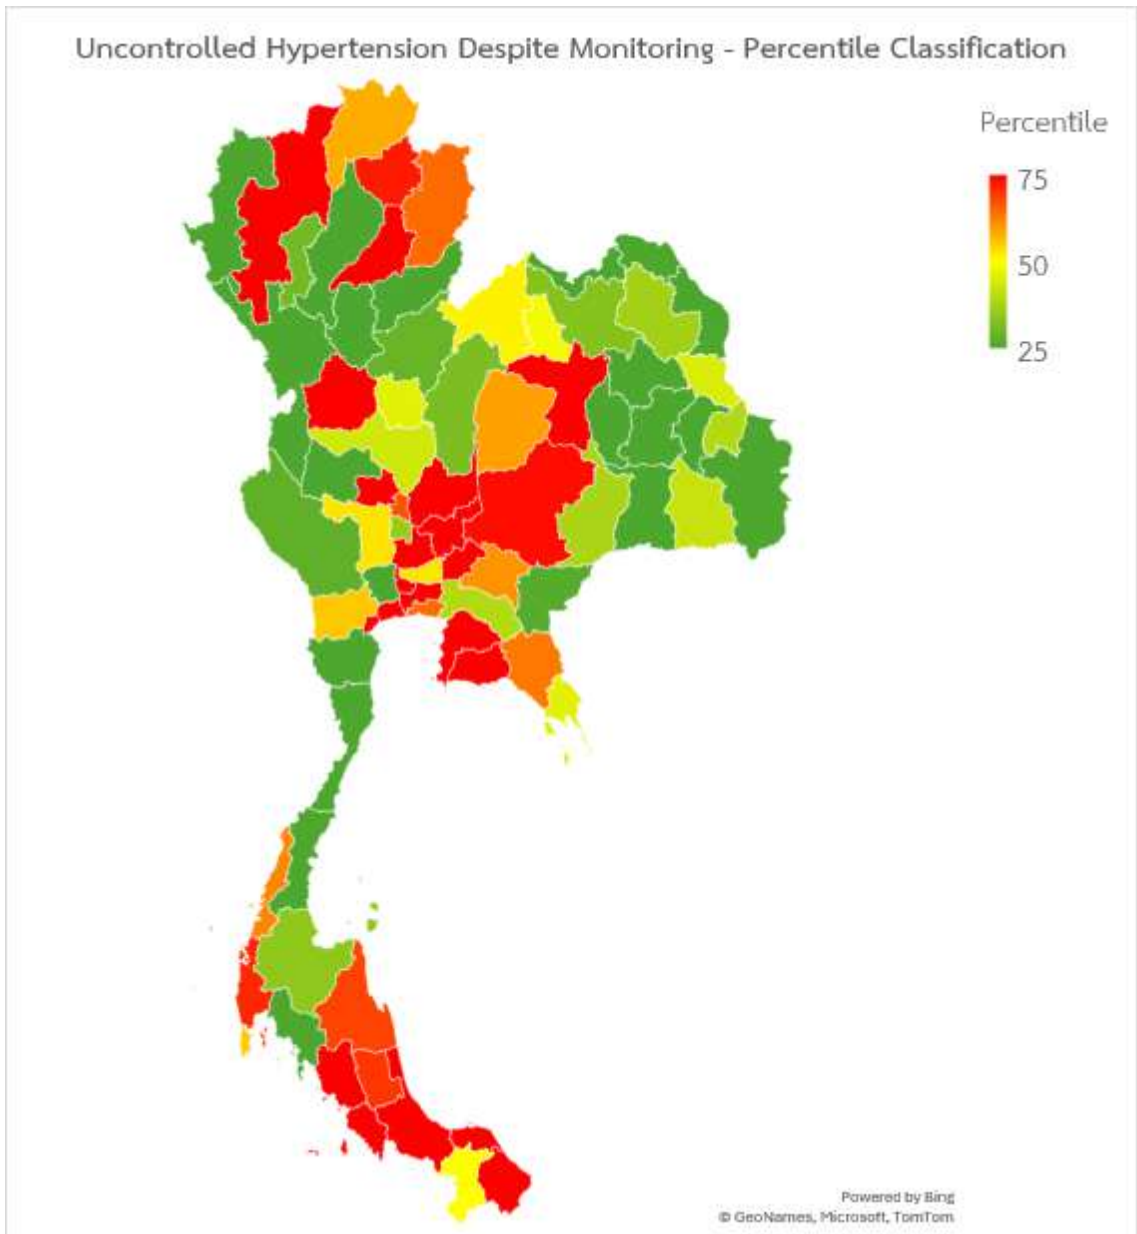 Uncontrolled Hypertension Despite Monitoring - Percentile Classification
Percentile
75
50
25
Powered by Bing
© GeoNames, Microsoft, TomTom